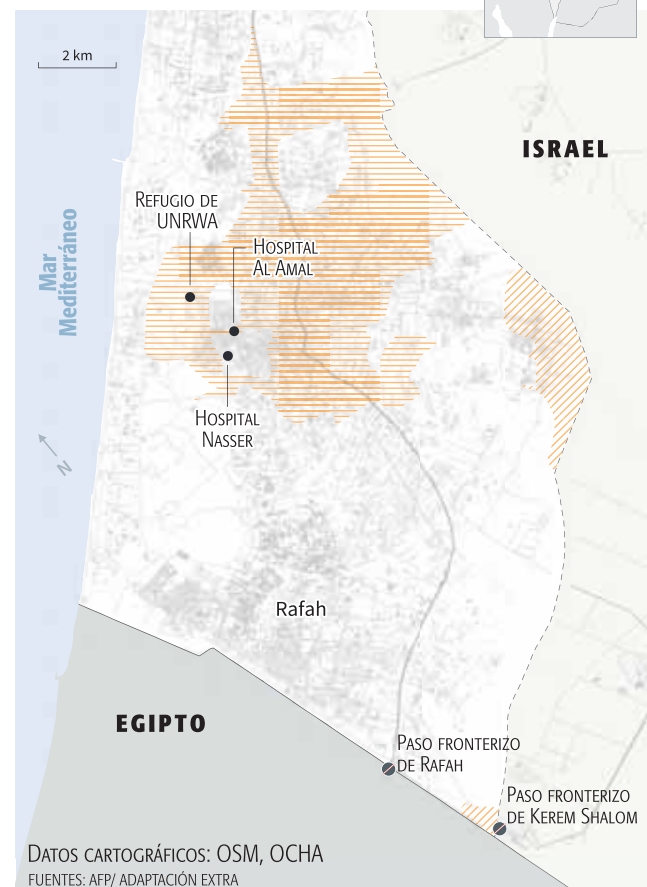 2 km
ISRAEL
REFUGIO DE
UNRWA
HOSPITAL
AL AMAL
Mar
Mediterráneo
HOSPITAL
NASSER
N
Rafah
EGIPTO
PASO FRONTERIZO
DE RAFAH
PASO FRONTERIZO
DE KEREM SHALOM
DATOS CARTOGRÁFICOS: OSM, OCHA
FUENTES: AFP/ ADAPTACIÓN EXTRA